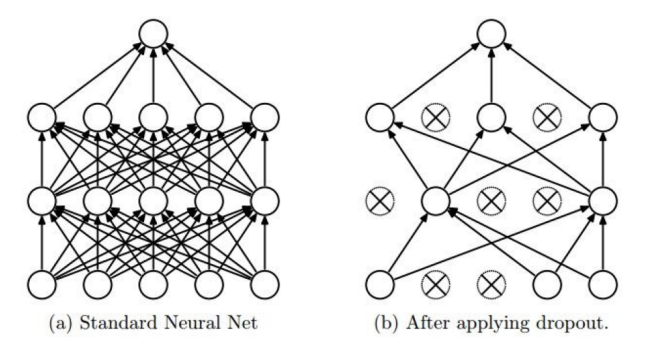 (a) Standard Neural Net
(b) After applying dropout.